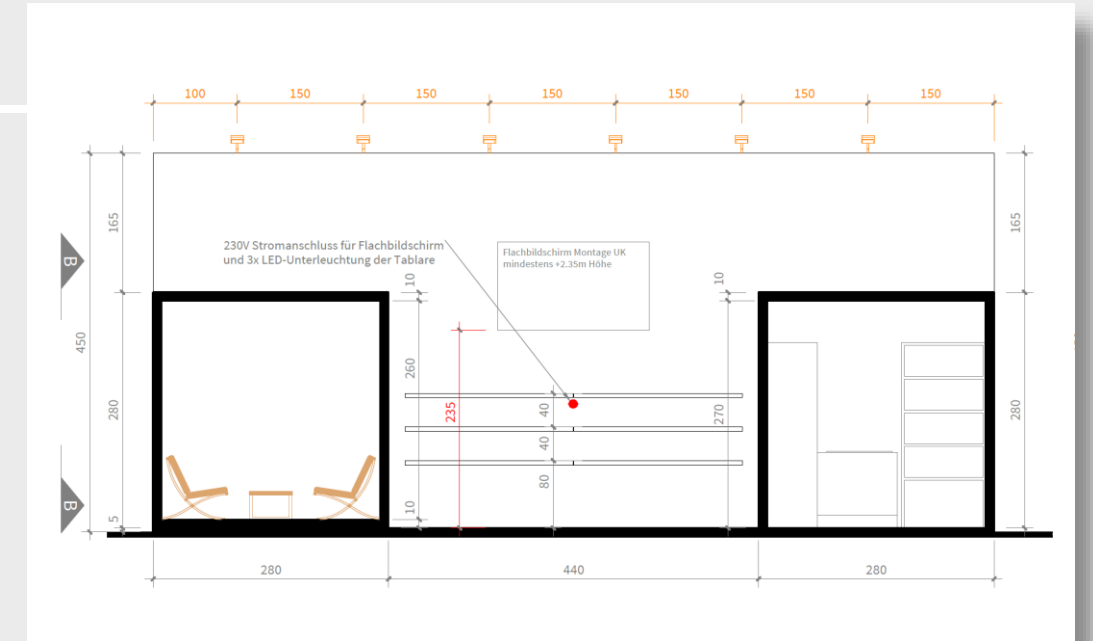 100 150 150 150 150 150 150
165
165
230V Stromanschluss für Flachbildschirm
und 3x LED-Unterleuchtung der Tablare
Flachbildschirm Montage UK
mindestens +2.35m Höhe
B
10
10
450
260
280
235
40
270
280
40
80
B
10
5
280 440 280